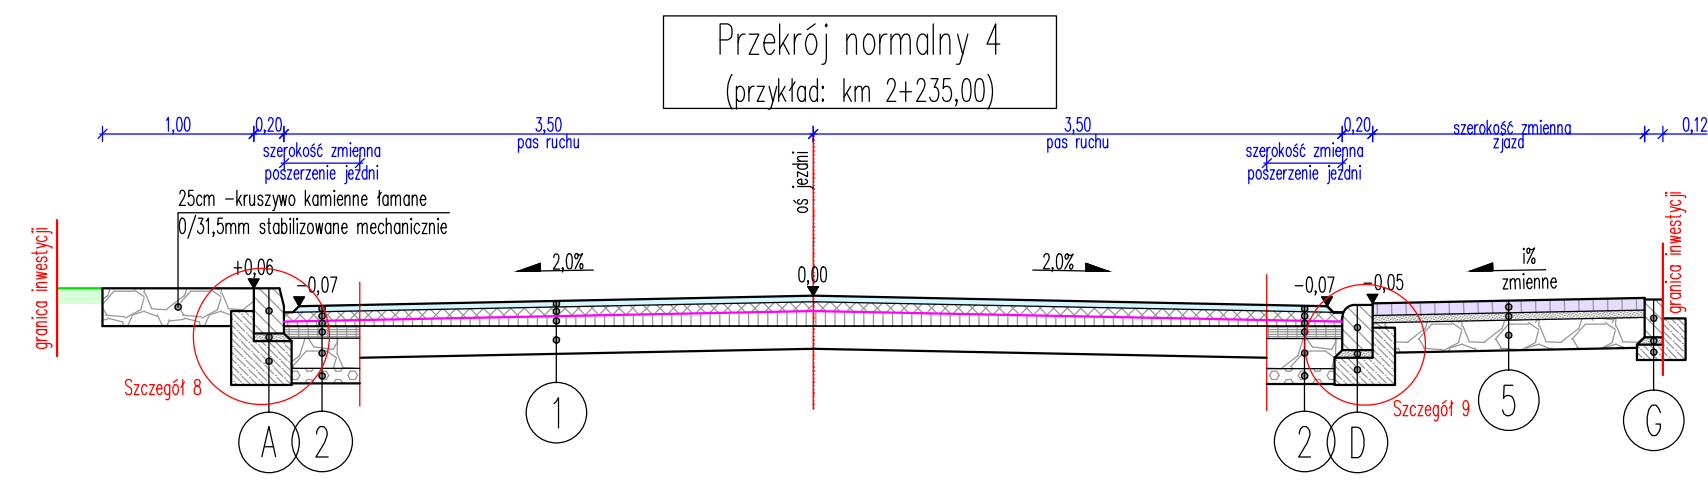 Przekrój normalny 4
(przykład: km 2+235,00)
1,00
0,20
3,50
pas ruchu
3,50
pas ruchu
0,20
szerokość zmienna
zjazd
0,12
szerokość zmienna
poszerzenie jezdni
szerokość zmienna
poszerzenie jezdni
oś jezdni
25cm -kruszywo kamienne łamane
0/31,5mm stabilizowane mechanicznie
granica inwestycji
granica inwestycji
+0,06
-0,07
2,0%
0,00
2,0%
-0,07
-0,05
i%
zmienne
Szczegół 8
Szczegół 9
A
2
1
2
D
5
G